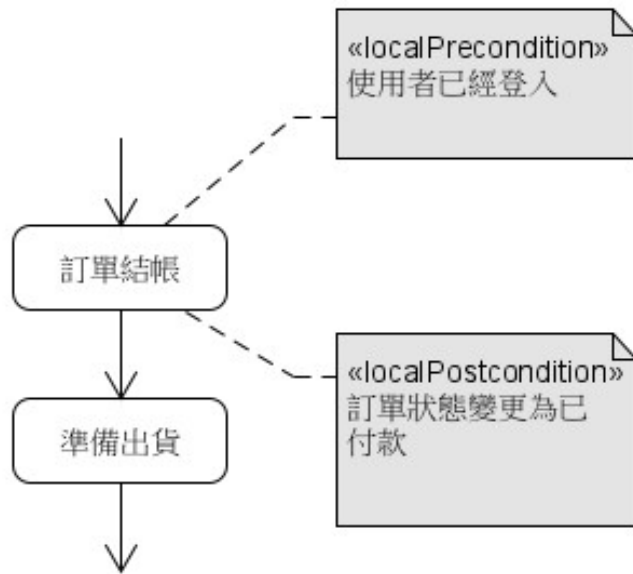 «localPrecondition»
使用者已經登入
訂單結帳
«localPostcondition»
訂單狀態變更為已
付款
準備出貨